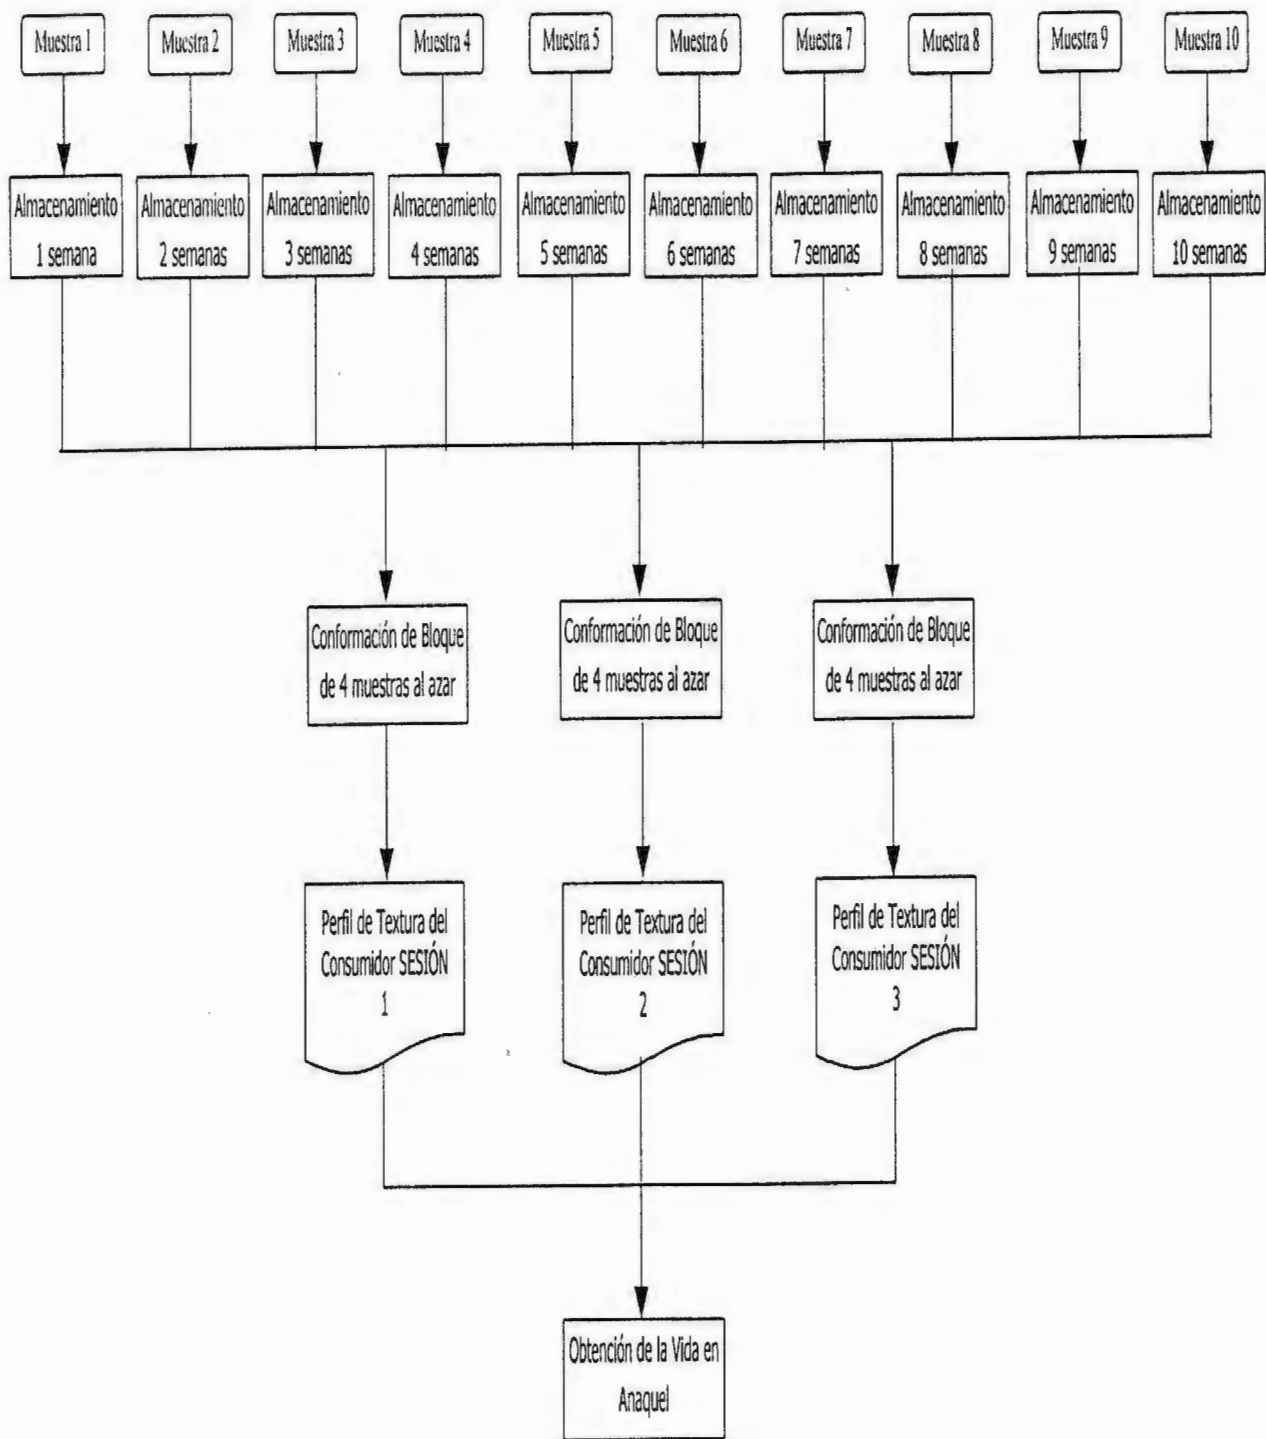 Muestra 1
Muestra 2
Muestra 3
Muestra 4
Muestra 5
Muestra 6
Muestra 7
Muestra 8
Muestra 9
Muestra 10
Almacenamiento
1 semana
Almacenamiento
2 semanas
Almacenamiento
3 semanas
Almacenamiento
4 semanas
Almacenamiento
5 semanas
Almacenamiento
6 semanas
Almacenamiento
7 semanas
Almacenamiento
8 semanas
Almacenamiento
9 semanas
Almacenamiento
10 semanas
Conformación de Bloque
de 4 muestras al azar
Conformación de Bloque
de 4 muestras al azar
Conformación de Bloque
de 4 muestras al azar
Perfil de Textura del
Consumidor SESIÓN
1
Perfil de Textura del
Consumidor SESIÓN
2
Perfil de Textura del
Consumidor SESIÓN
3
Obtención de la Vida en
Anaquel